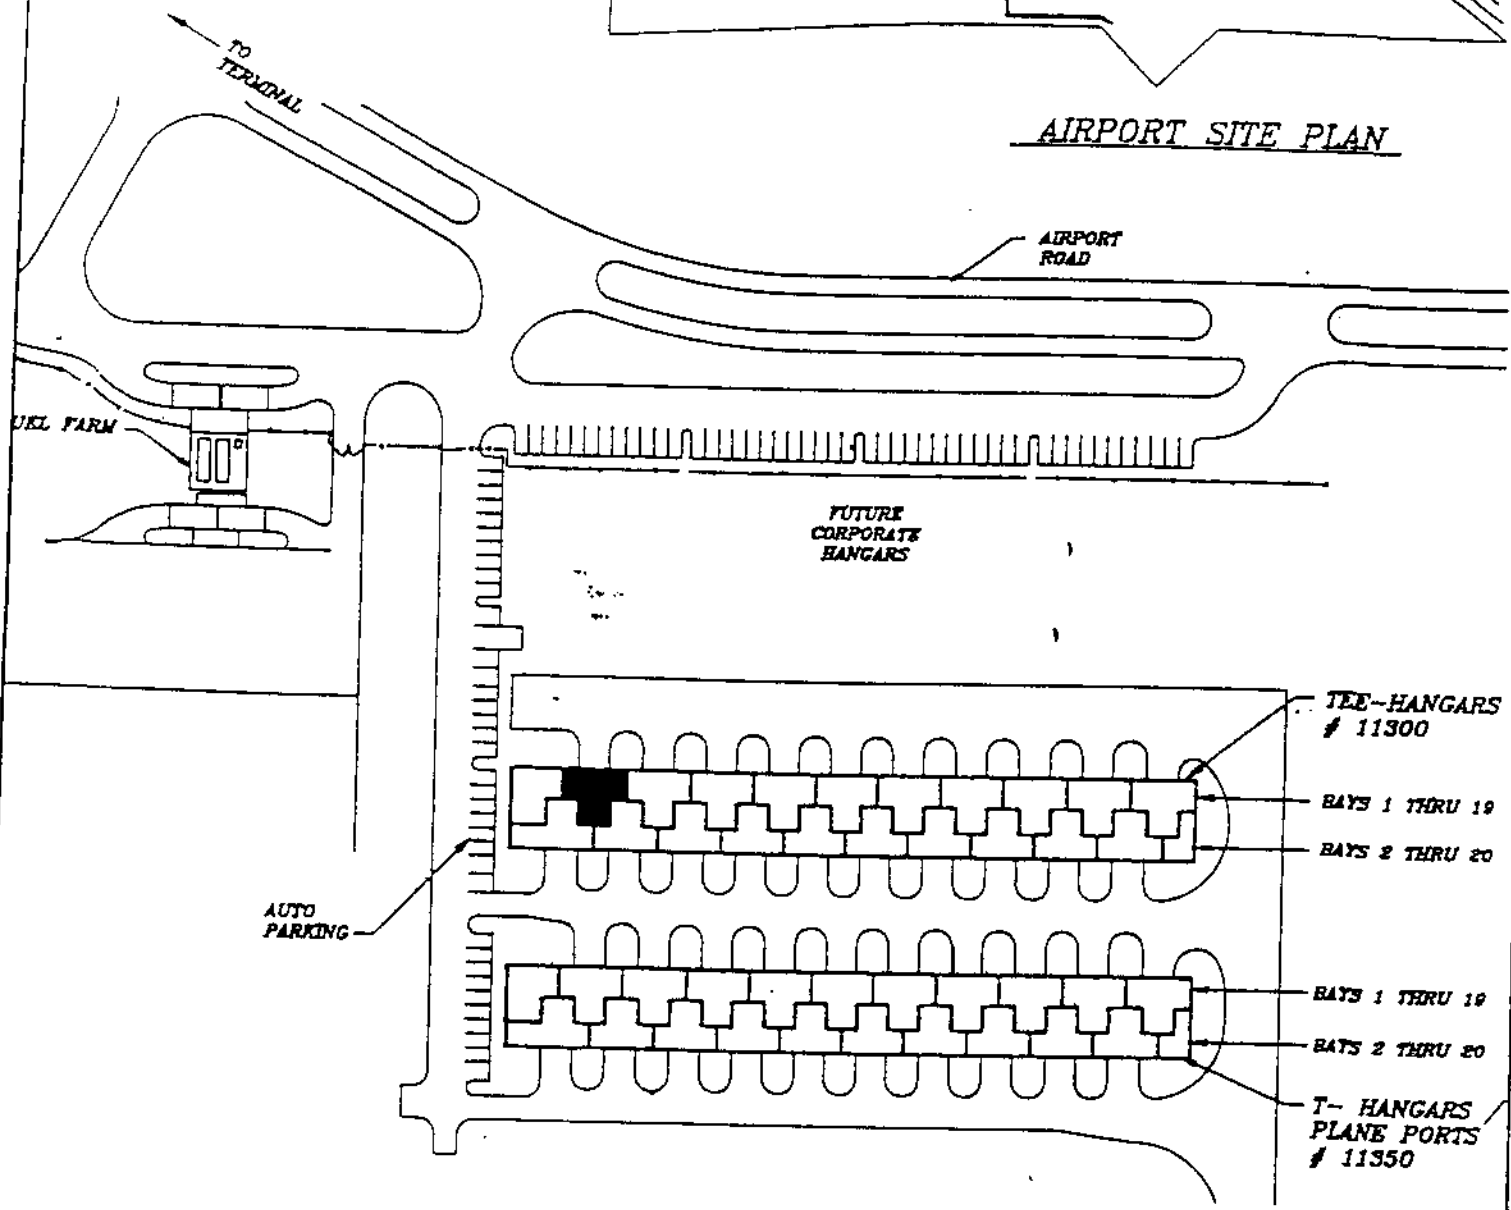 TO
TERMINAL
AIRPORT SITE PLAN
AIRPORT
ROAD
UEL FARM
FUTURE
CORPORATE
HANGARS
TEE-HANGARS
# 11300
BAYS 1 THRU 19
BAYS 2 THRU 20
AUTO
PARKING
BAYS 1 THRU 19
BAYS 2 THRU 20
T- HANGARS
PLANE PORTS
# 11350